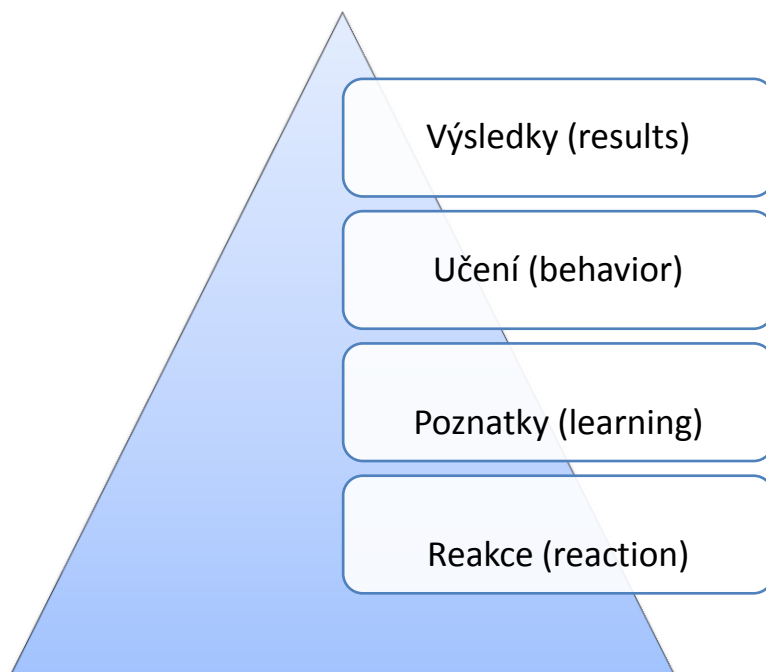 Výsledky (results)
Učení (behavior)
Poznatky (learning)
Reakce (reaction)